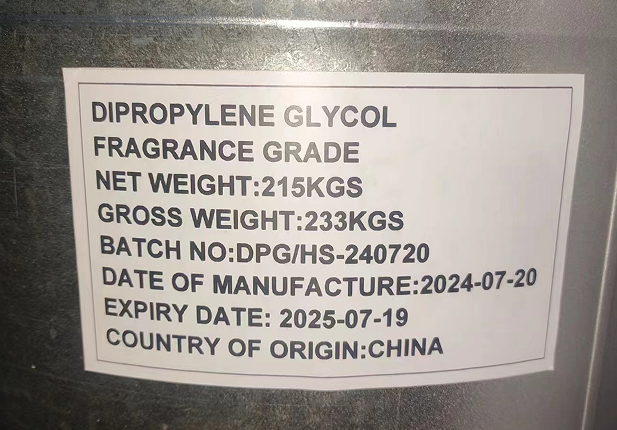 DIPROPYLENE GLYCOL
FRAGRANCE GRADE
NET WEIGHT:215KGS
GROSS WEIGHT:233KGS
BATCH NO:DPG/HS-240720
DATE OF MANUFACTURE:2024-07-20
EXPIRY DATE: 2025-07-19
COUNTRY OF ORIGIN:CHINA